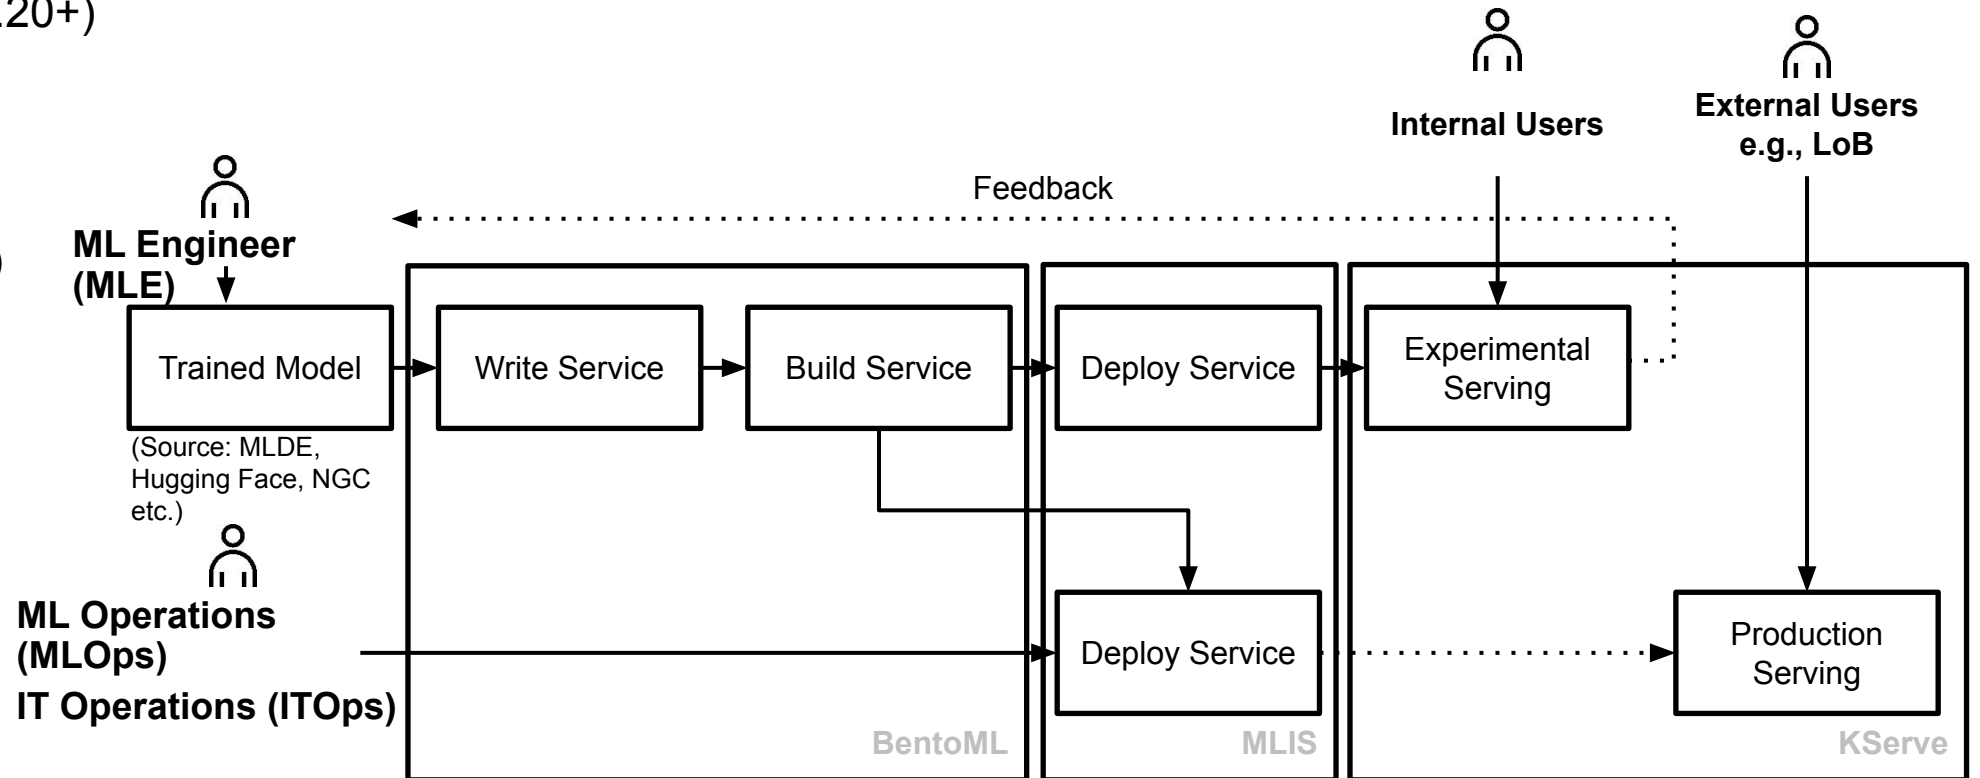 .20+)
Internal Users
External Users
e.g., LoB
Feedback
)
ML Engineer
(MLE)
Trained Model
Write Service
Build Service
Deploy Service
Experimental
Serving
(Source: MLDE,
Hugging Face, NGC
etc.)
ML Operations
(MLOps)
IT Operations (ITOps)
Deploy Service
Production
Serving
BentoML
MLIS
KServe